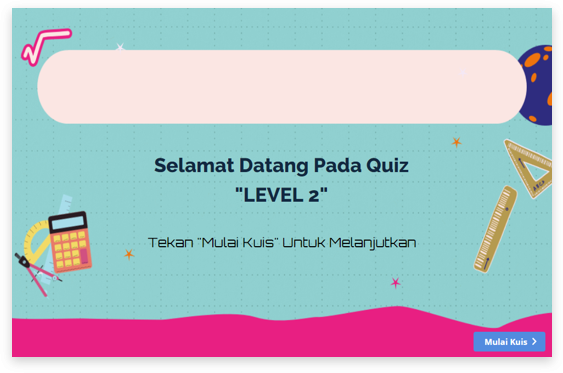 Selamat Datang Pada Quiz
"LEVEL 2"
Tekan "Mulai Kuis" Untuk Melanjutkan
Mulai Kuis